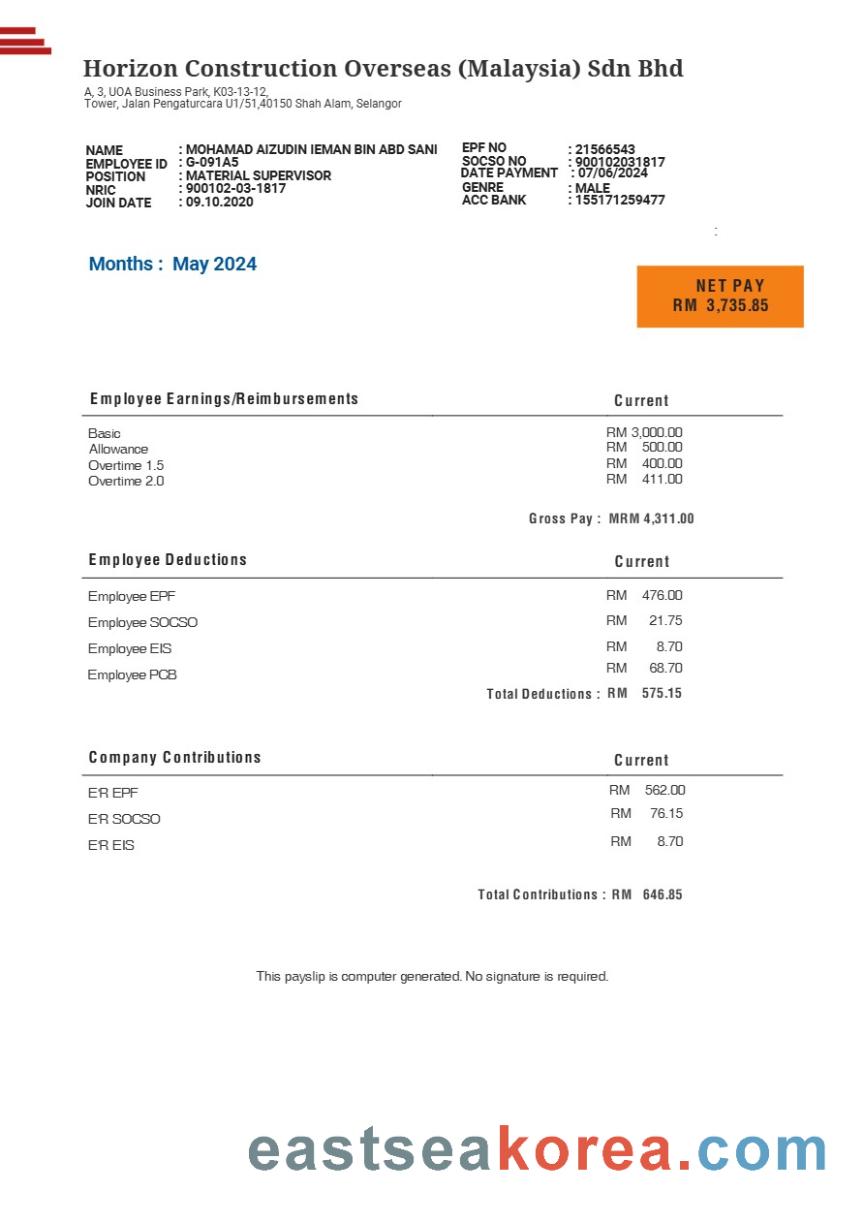 Horizon Construction Overseas (Malaysia) Sdn Bhd
A, 3, UOA Business Park, K03-13-12,
Tower, Jalan Pengaturcara U1/51,40150 Shah Alam, Selangor
NAME : MOHAMAD AIZUDIN IEMAN BIN ABD SANI EPF NO : 21566543
EMPLOYEE ID : G-091A5 SOCSO NO : 900102031817
POSITION : MATERIAL SUPERVISOR DATE PAYMENT : 07/06/2024
NRIC : 900102-03-1817 GENRE : MALE
JOIN DATE : 09.10.2020 ACC BANK : 155171259477
:
Months : May 2024
NET PAY
RM 3,735.85
Employee Earnings/Reimbursements Current
Basic RM 3,000.00
Allowance RM 500.00
Overtime 1.5 RM 400.00
Overtime 2.0 RM 411.00
Gross Pay : MRM 4,311.00
Employee Deductions Current
Employee EPF RM 476.00
Employee SOCSO RM 21.75
Employee EIS RM 8.70
Employee PCB RM 68.70
Total Deductions : RM 575.15
Company Contributions Current
E'R EPF RM 562.00
E'R SOCSO RM 76.15
E'R EIS RM 8.70
Total Contributions : RM 646.85
This payslip is computer generated. No signature is required.
eastseakorea.com